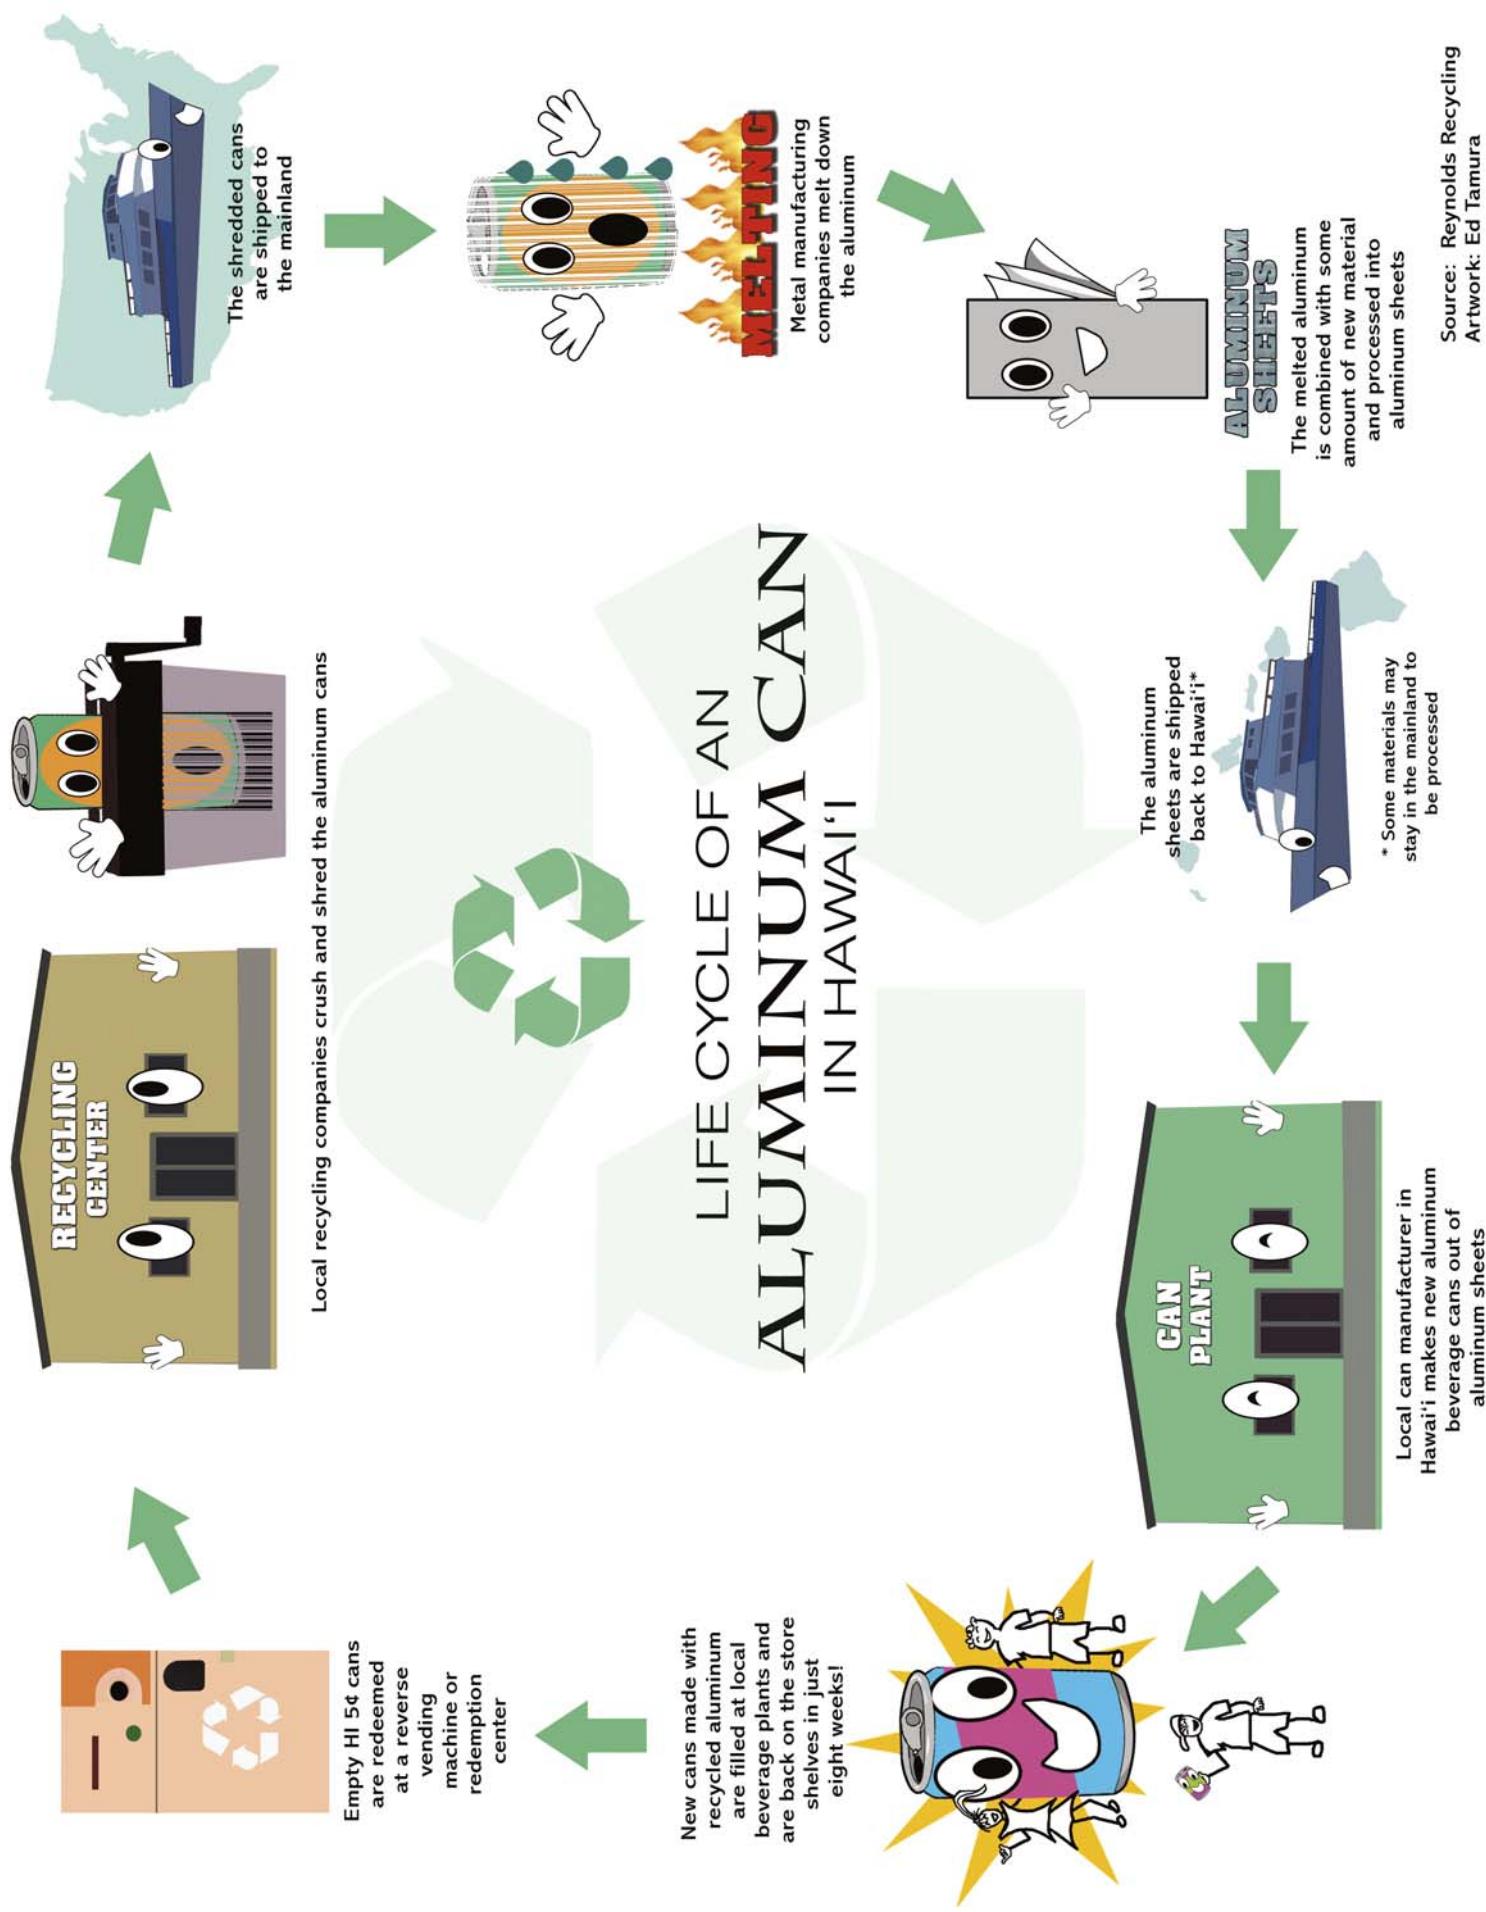 LIFE CYCLE OF AN
ALUMINUM CAN
IN HAWAI‘I
Empty HI 5¢ cans
are redeemed
at a reverse
vending
machine or
redemption
center
RECYCLING
CENTER
Local recycling companies crush and shred the aluminum cans
The shredded cans
are shipped to
the mainland
MELTING
Metal manufacturing
companies melt down
the aluminum
ALUMINUM
SHEETS
The melted aluminum
is combined with some
amount of new material
and processed into
aluminum sheets
The aluminum
sheets are shipped
back to Hawai‘i*
* Some materials may
stay in the mainland to
be processed
CAN
PLANT
Local can manufacturer in
Hawai‘i makes new aluminum
beverage cans out of
aluminum sheets
New cans made with
recycled aluminum
are filled at local
beverage plants and
are back on the store
shelves in just
eight weeks!
Source: Reynolds Recycling
Artwork: Ed Tamura